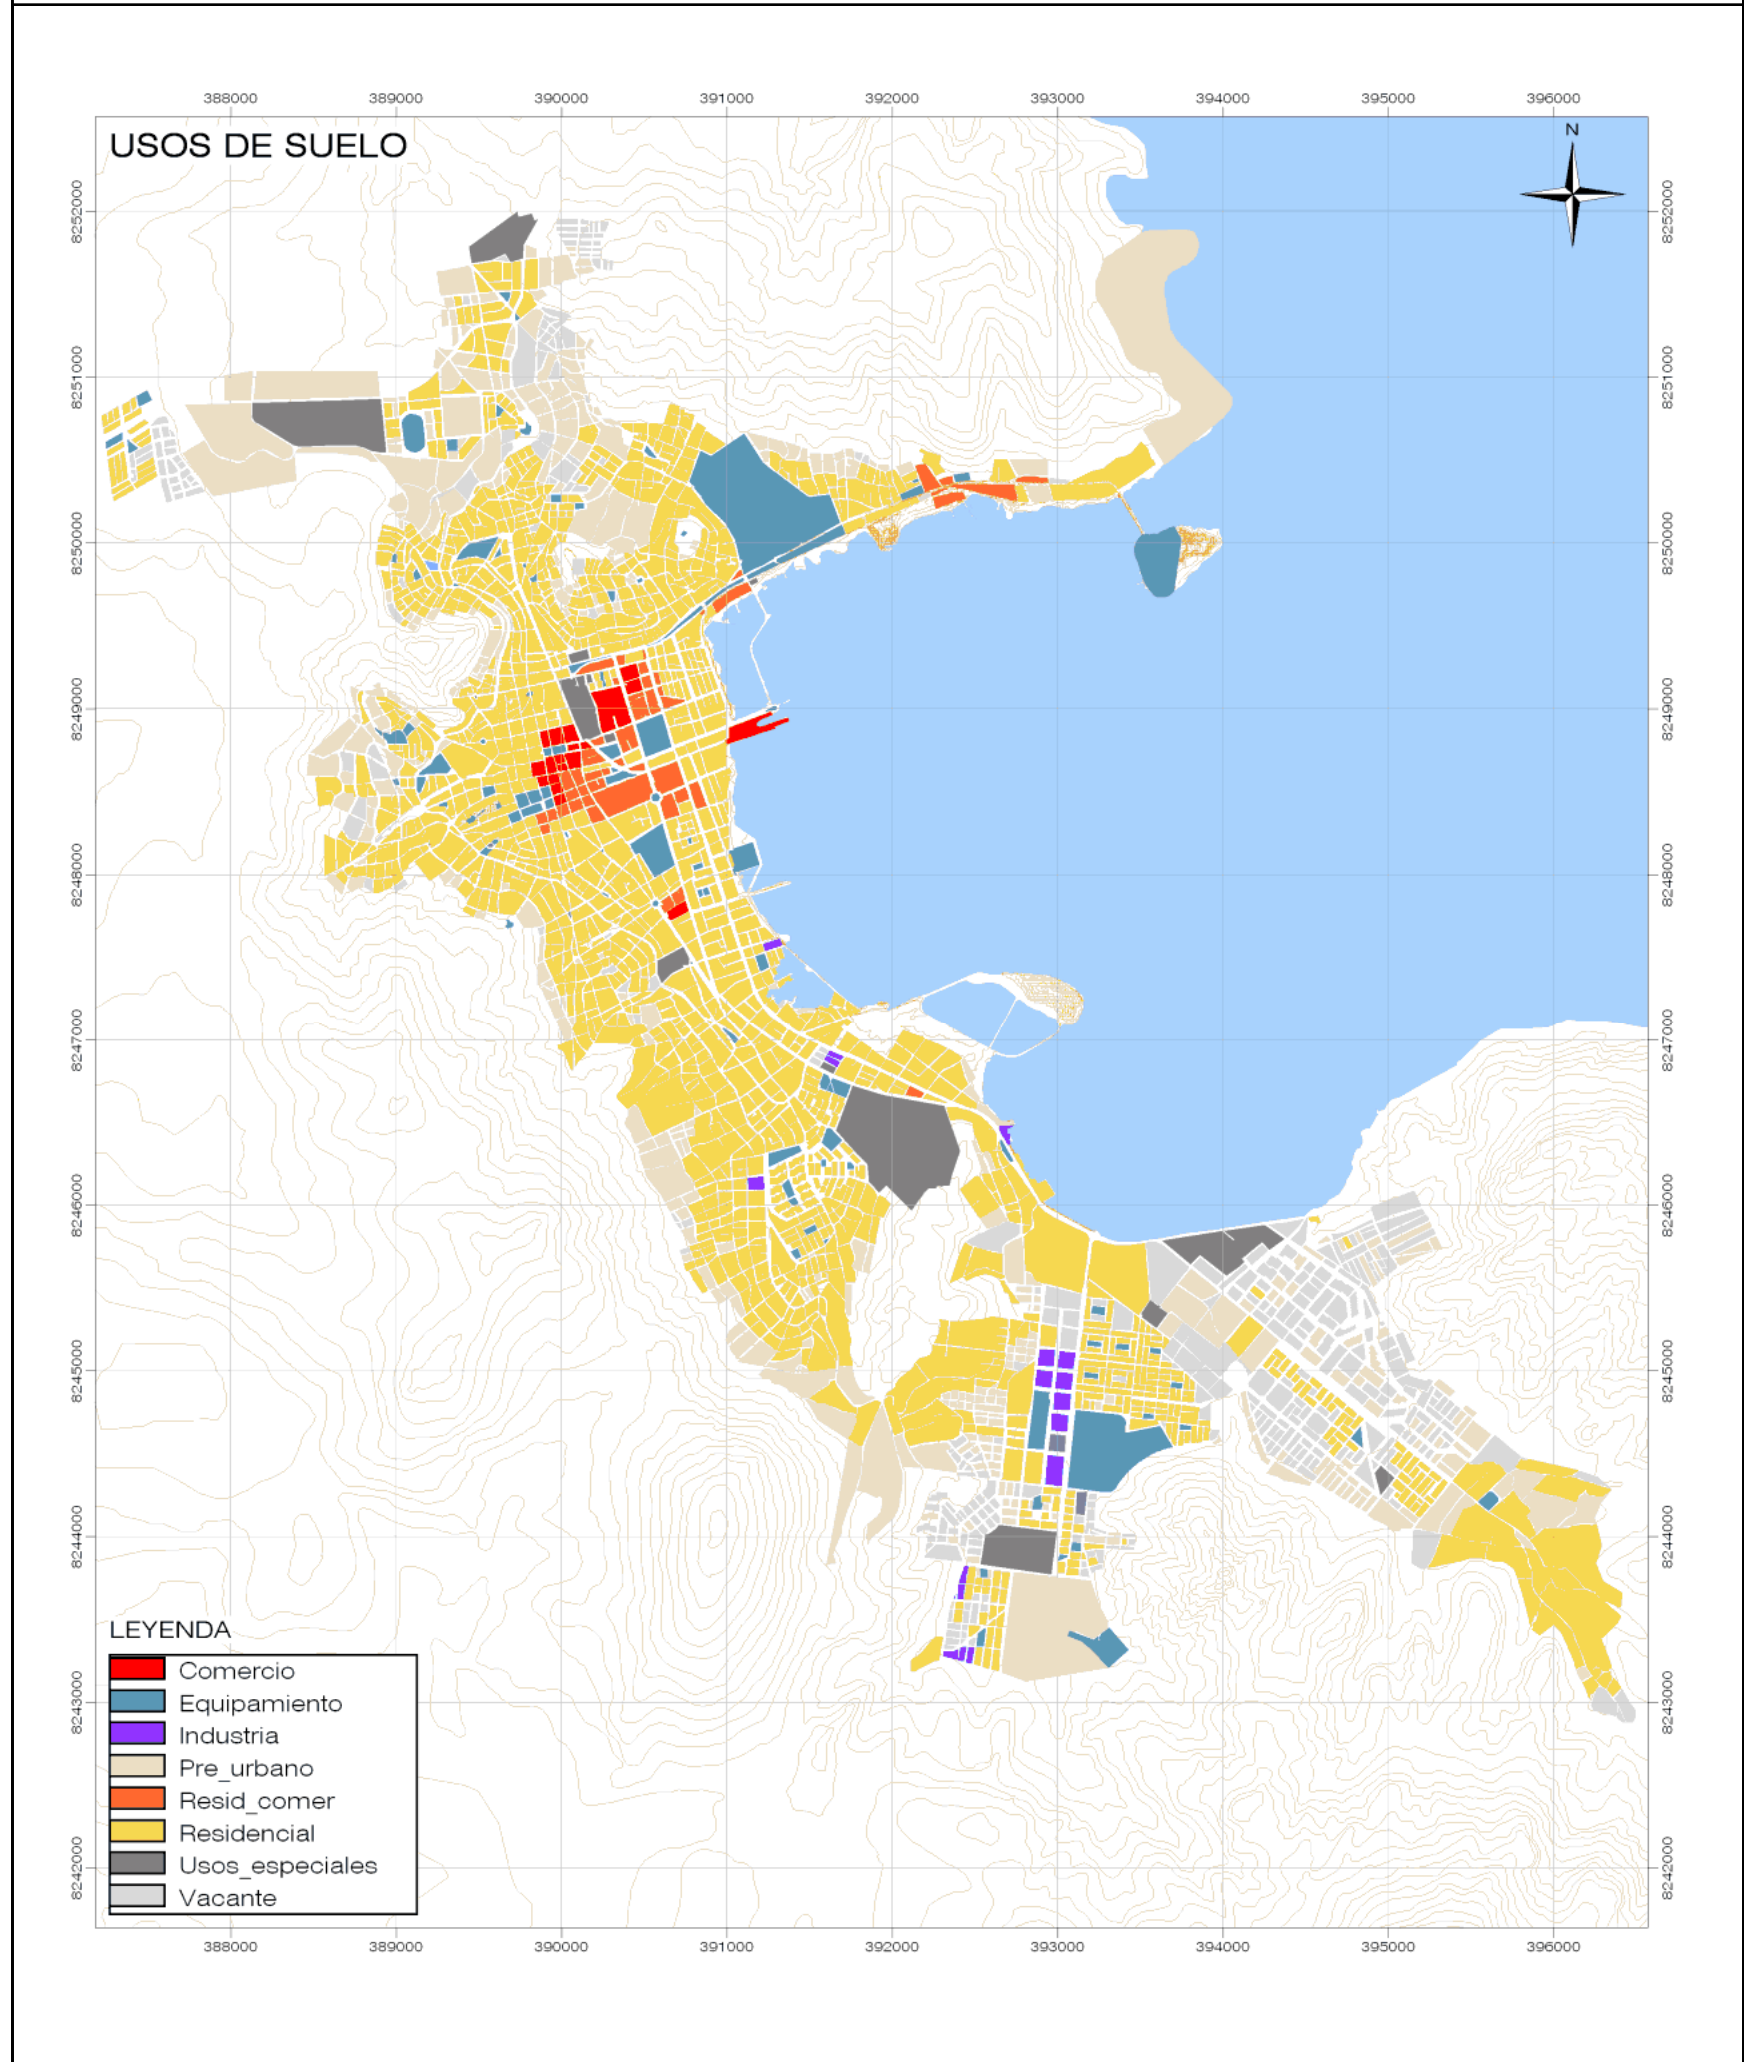 388000 389000 390000 391000 392000 393000 394000 395000 396000
USOS DE SUELO
N
8252000 8252000
8251000 8251000
8250000 8250000
8249000 8249000
8248000 8248000
8247000 8247000
8246000 8246000
8245000 8245000
8244000 8244000
8243000 8243000
8242000 8242000
LEYENDA
Comercio
Equipamiento
Industria
Pre_urbano
Resid_comer
Residencial
Usos_especiales
Vacante
388000 389000 390000 391000 392000 393000 394000 395000 396000